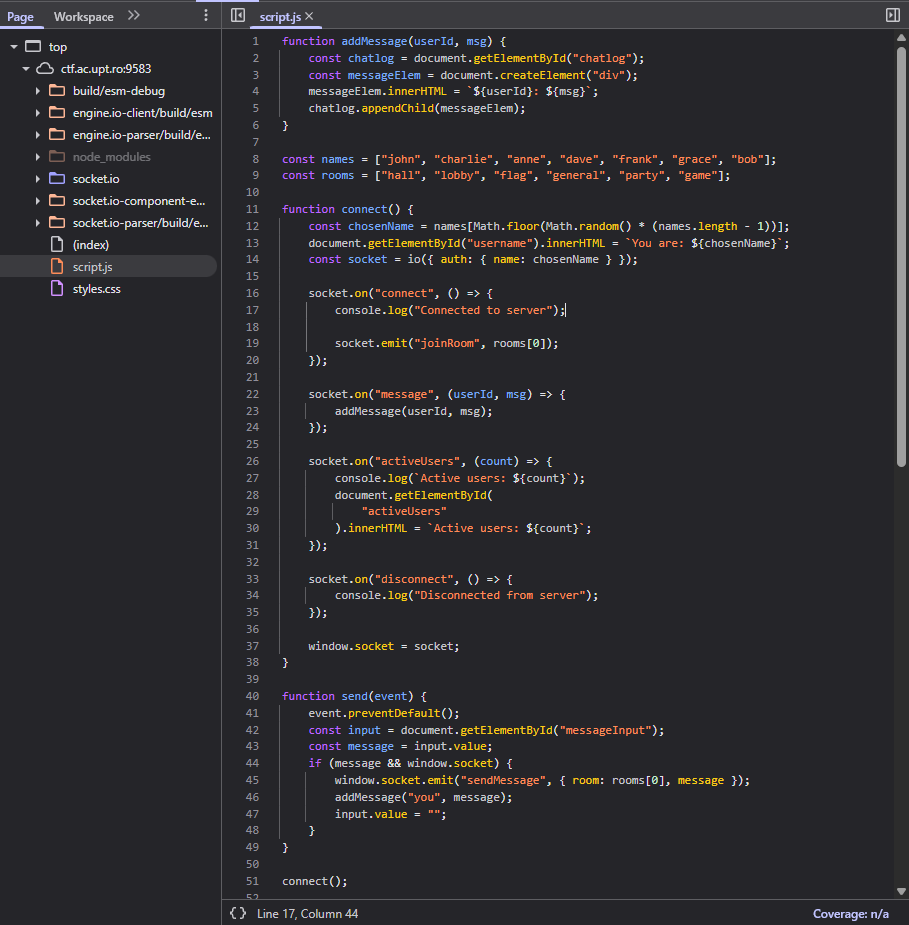 Page Workspace
script.js
top
ctf.ac.upt.ro:9583
build/esm-debug
engine.io-client/build/esm
engine.io-parser/build/e...
node_modules
socket.io
socket.io-component-e...
socket.io-parser/build/e...
(index)
script.js
styles.css
1 function addMessage(userId, msg) {
2     const chatlog = document.getElementById("chatlog");
3     const messageElem = document.createElement("div");
4     messageElem.innerHTML = `${userId}: ${msg}`;
5     chatlog.appendChild(messageElem);
6 }
7
8 const names = ["john", "charlie", "anne", "dave", "frank", "grace", "bob"];
9 const rooms = ["hall", "lobby", "flag", "general", "party", "game"];
10
11 function connect() {
12     const chosenName = names[Math.floor(Math.random() * (names.length - 1))];
13     document.getElementById("username").innerHTML = `You are: ${chosenName}`;
14     const socket = io({ auth: { name: chosenName } });
15
16     socket.on("connect", () => {
17         console.log("Connected to server");
18
19         socket.emit("joinRoom", rooms[0]);
20     });
21
22     socket.on("message", (userId, msg) => {
23         addMessage(userId, msg);
24     });
25
26     socket.on("activeUsers", (count) => {
27         console.log(`Active users: ${count}`);
28         document.getElementById(
29             "activeUsers"
30         ).innerHTML = `Active users: ${count}`;
31     });
32
33     socket.on("disconnect", () => {
34         console.log("Disconnected from server");
35     });
36
37     window.socket = socket;
38 }
39
40 function send(event) {
41     event.preventDefault();
42     const input = document.getElementById("messageInput");
43     const message = input.value;
44     if (message && window.socket) {
45         window.socket.emit("sendMessage", { room: rooms[0], message });
46         addMessage("you", message);
47         input.value = "";
48     }
49 }
50
51 connect();
52
{} Line 17, Column 44
Coverage: n/a